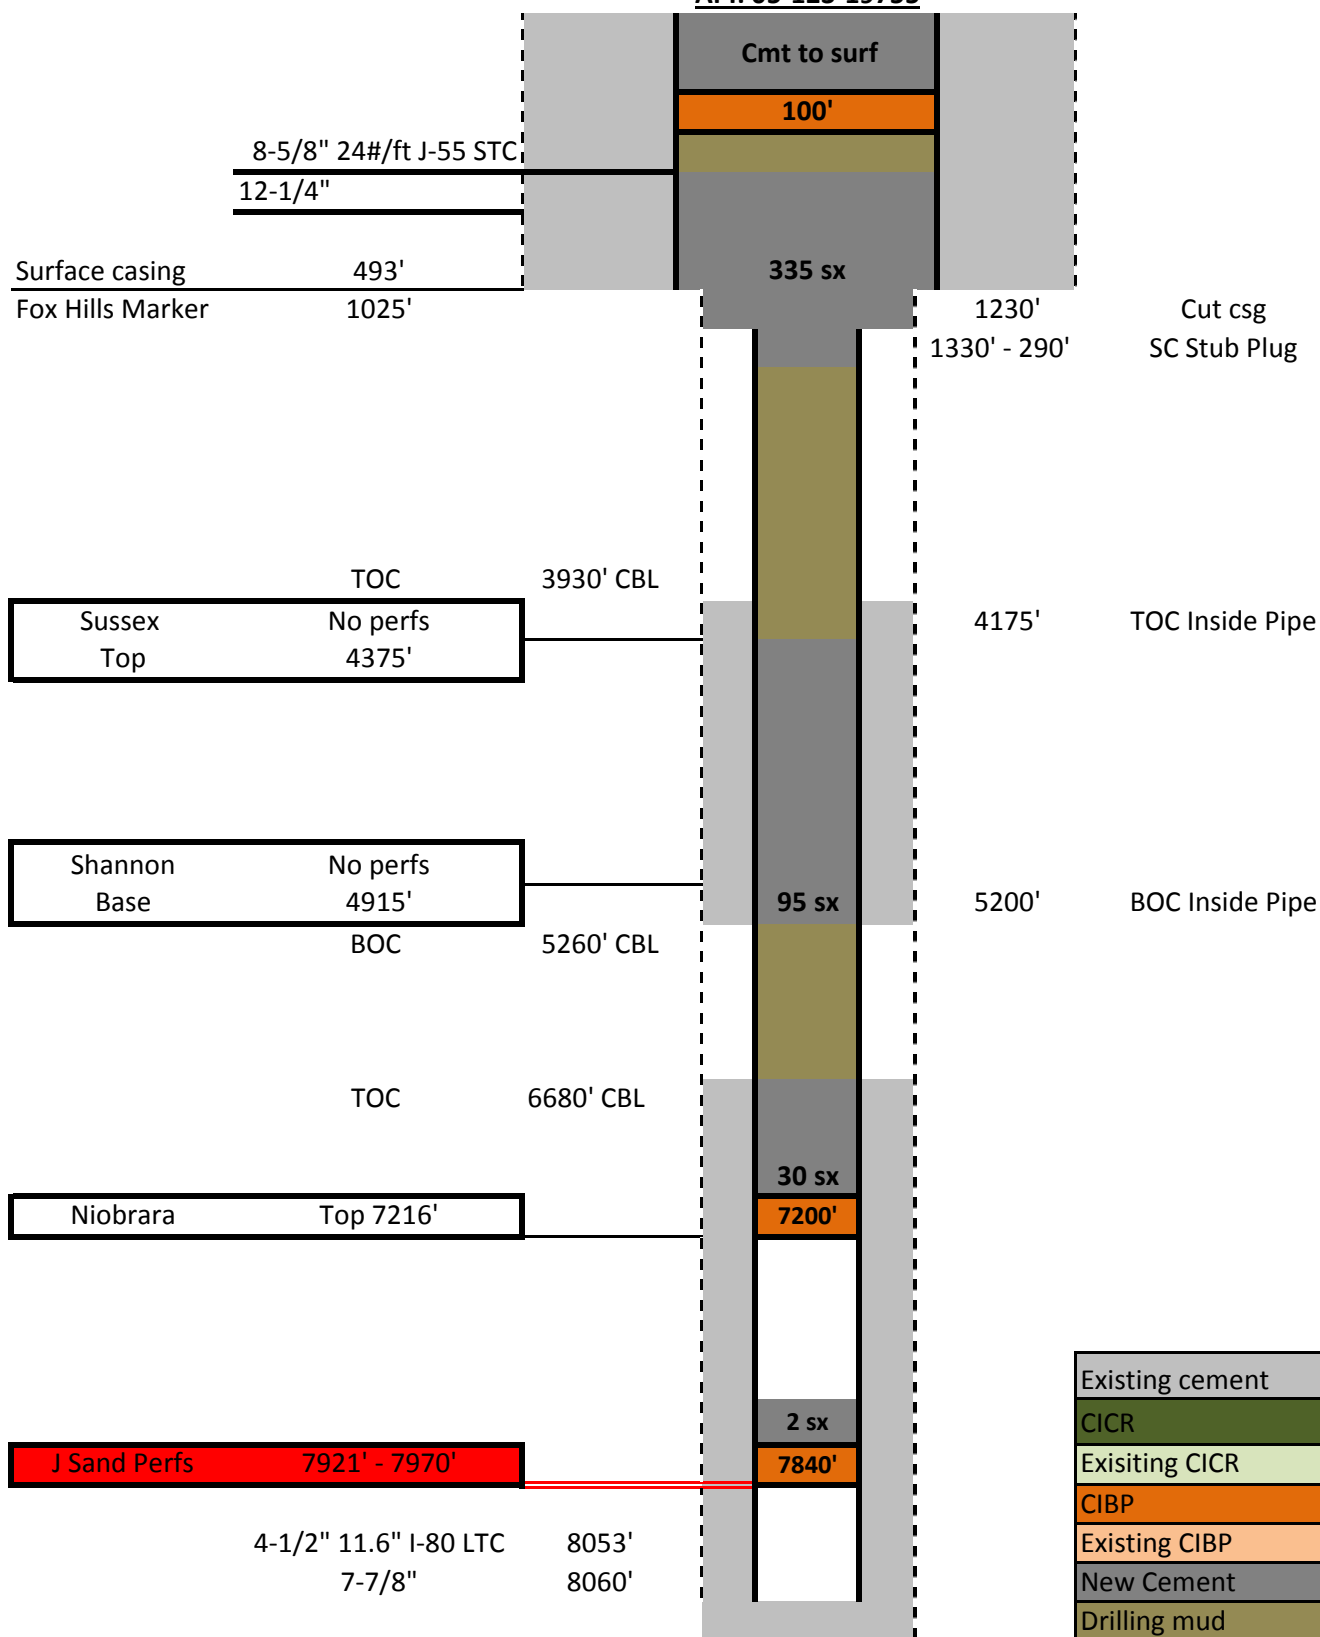 Cmt to surf
100'
8-5/8" 24#/ft J-55 STC
12-1/4"
Surface casing 493'
335 sx
Fox Hills Marker 1025'
1230' Cut csg
1330' - 290' SC Stub Plug
TOC 3930' CBL
Sussex No perfs
Top 4375'
4175' TOC Inside Pipe
Shannon No perfs
Base 4915'
95 sx
5200' BOC Inside Pipe
BOC 5260' CBL
TOC 6680' CBL
30 sx
Niobrara Top 7216'
7200'
2 sx
J Sand Perfs 7921' - 7970'
7840'
4-1/2" 11.6" I-80 LTC 8053'
7-7/8" 8060'
Existing cement
CICR
Exisiting CICR
CIBP
Existing CIBP
New Cement
Drilling mud